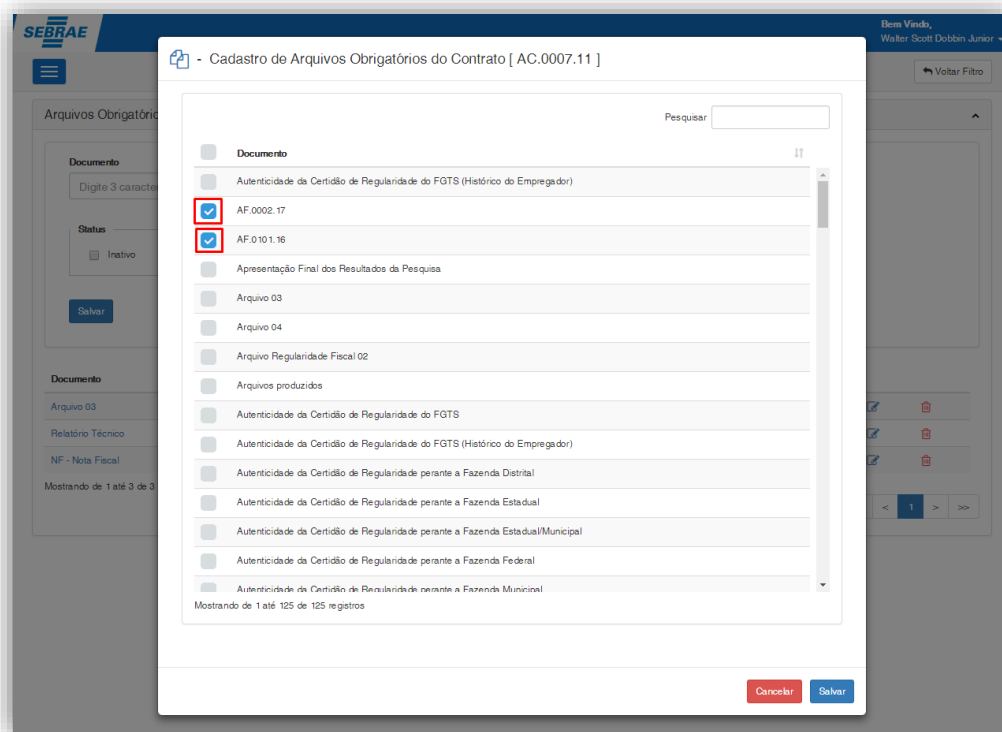 SEBRAE
Bem Vindo,
Walter Scott Dobbin Junior
- Cadastro de Arquivos Obrigatórios do Contrato [ AC.0007.11 ]
Voltar Filtro
Arquivos Obrigatório
Pesquisar
Documento
Documento
Digite 3 caracte
Status
Inativo
Salvar
Autenticidade da Certidão de Regularidade do FGTS (Histórico do Empregador)
AF.0002.17
AF.0101.16
Apresentação Final dos Resultados da Pesquisa
Arquivo 03
Arquivo 04
Arquivo Regularidade Fiscal 02
Arquivos produzidos
Autenticidade da Certidão de Regularidade do FGTS
Autenticidade da Certidão de Regularidade do FGTS (Histórico do Empregador)
Autenticidade da Certidão de Regularidade perante a Fazenda Distrital
Autenticidade da Certidão de Regularidade perante a Fazenda Estadual
Autenticidade da Certidão de Regularidade perante a Fazenda Estadual/Municipal
Autenticidade da Certidão de Regularidade perante a Fazenda Federal
Autenticidade da Certidão de Regularidade perante a Fazenda Municipal
Mostrando de 1 até 125 de 125 registros
Documento
Arquivo 03
Relatório Técnico
NF - Nota Fiscal
Mostrando de 1 até 3 de 3
< 1 > >>
Cancelar Salvar